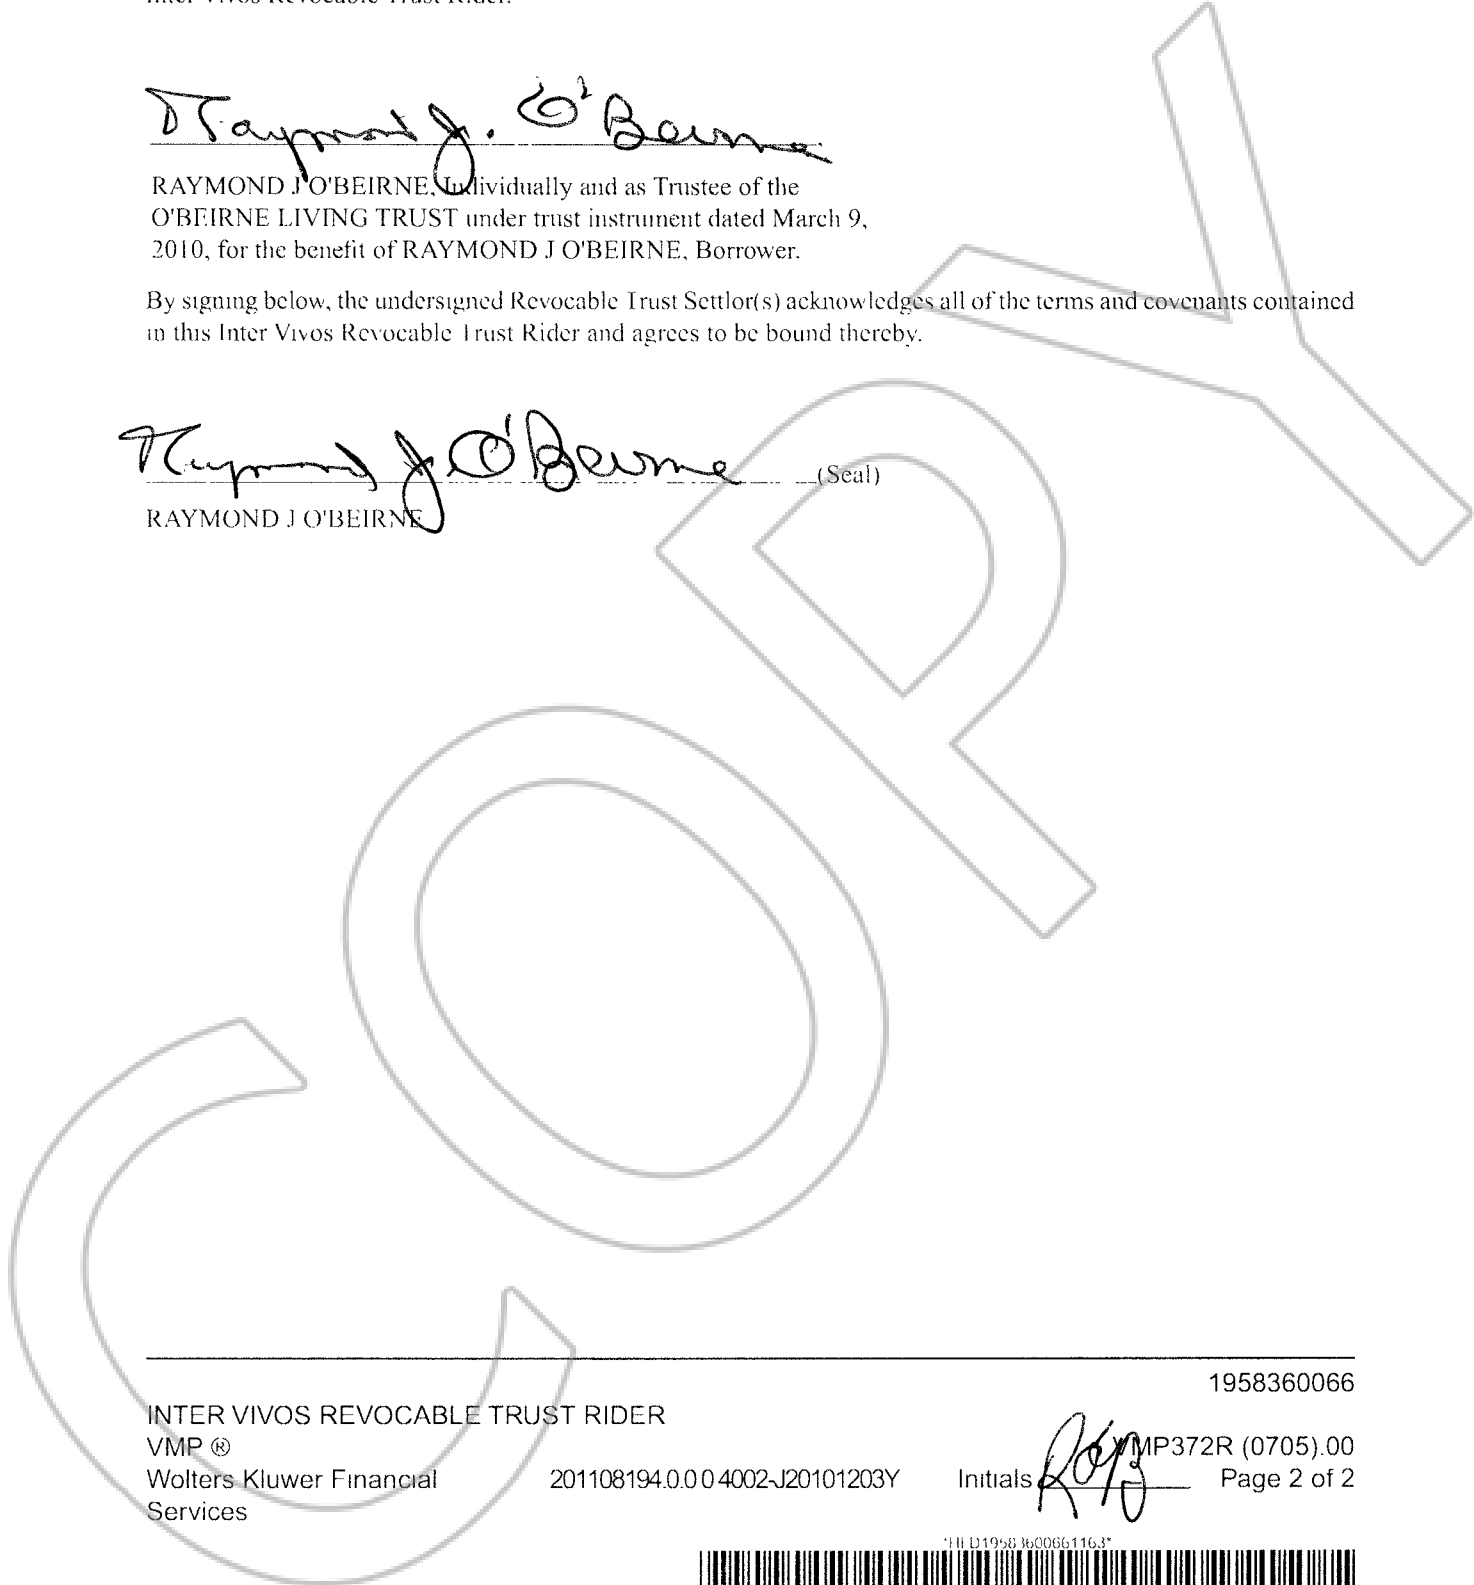 Inter Vivos Revocable Trust Rider.
Raymond J. O'Beirne
RAYMOND J O'BEIRNE, Individually and as Trustee of the
O'BEIRNE LIVING TRUST under trust instrument dated March 9,
2010, for the benefit of RAYMOND J O'BEIRNE, Borrower.
By signing below, the undersigned Revocable Trust Settlor(s) acknowledges all of the terms and covenants contained
in this Inter Vivos Revocable Trust Rider and agrees to be bound thereby.
Raymond J O'Beirne (Seal)
RAYMOND J O'BEIRNE
COPY
1958360066
INTER VIVOS REVOCABLE TRUST RIDER
VMP ® VMP372R (0705).00
Wolters Kluwer Financial 201108194.0.0.0 4002-J20101203Y Initials ROB Page 2 of 2
Services